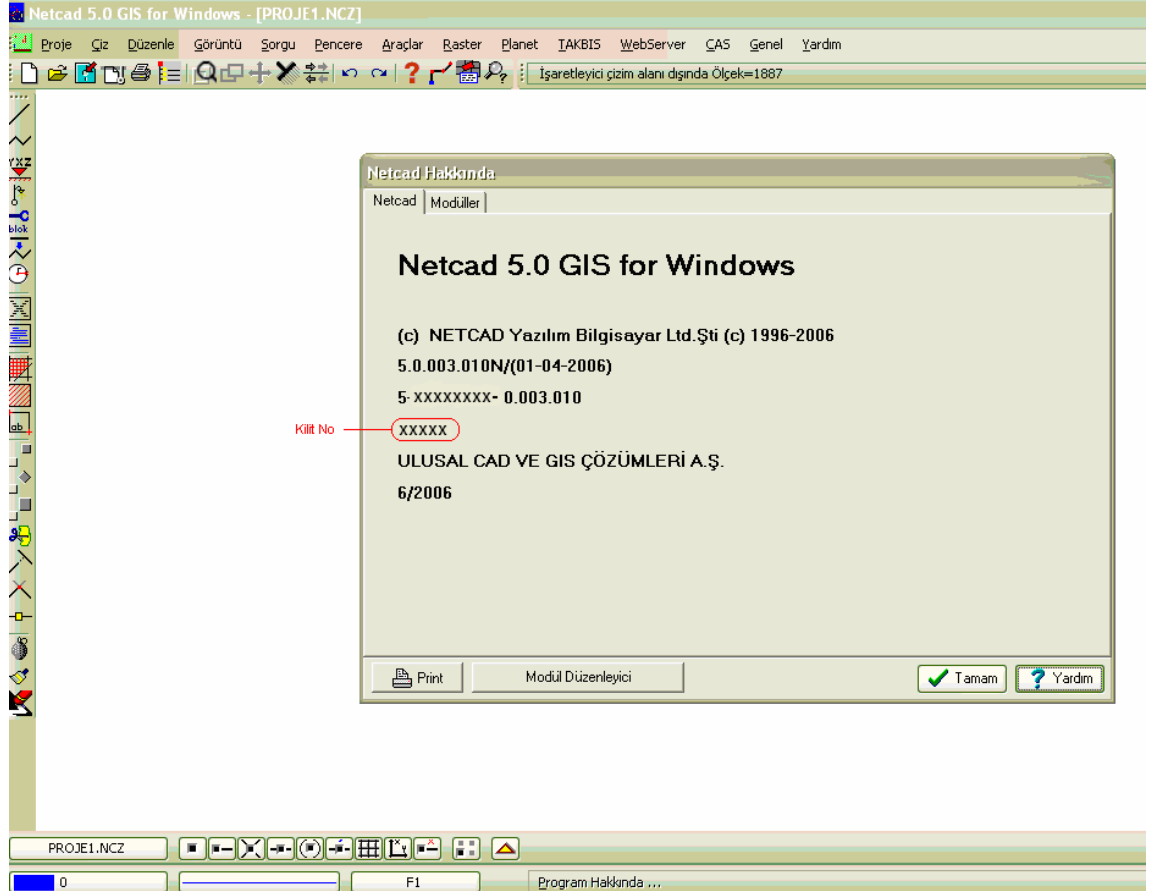 Netcad 5.0 GIS for Windows - [PROJE1.NCZ]
Proje Çiz Düzenle Görüntü Sorgu Pencere Araçlar Raster Planet TAKBIS WebServer CAS Genel Yardım
İşaretleyici çizim alanı dışında Ölçek=1887
YXZ
blok
ab
Netcad Hakkında
Netcad Modüller
Netcad 5.0 GIS for Windows
(c) NETCAD Yazılım Bilgisayar Ltd.Şti (c) 1996-2006
5.0.003.010N/(01-04-2006)
5- XXXXXXXX- 0.003.010
Kilit No XXXXX
ULUSAL CAD VE GIS ÇÖZÜMLERİ A.Ş.
6/2006
Print Modül Düzenleyici Tamam Yardım
PROJE1.NCZ
0 F1 Program Hakkında ...